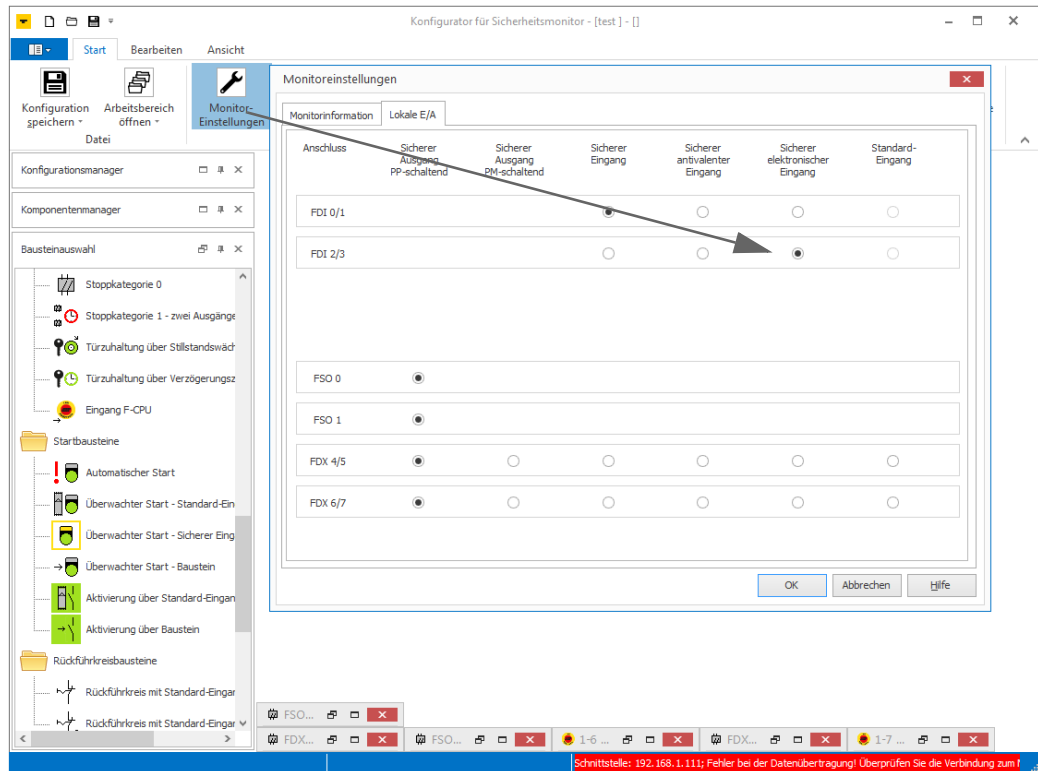 Konfigurator für Sicherheitsmonitor - [test ] - []
Start Bearbeiten Ansicht
Konfiguration speichern
Arbeitsbereich öffnen
Monitor-Einstellungen
Datei
Konfigurationsmanager
Komponentenmanager
Bausteinauswahl
Stoppkategorie 0
Stoppkategorie 1 - zwei Ausgänge
Türzuhaltung über Stillstandswäch
Türzuhaltung über Verzögerungsz
Eingang F-CPU
Startbausteine
Automatischer Start
Überwachter Start - Standard-Ein
Überwachter Start - Sicherer Eing
Überwachter Start - Baustein
Aktivierung über Standard-Eingan
Aktivierung über Baustein
Rückführkreisbausteine
Rückführkreis mit Standard-Eingar
Rückführkreis mit Standard-Eingar
Monitoreinstellungen
Monitorinformation Lokale E/A
Anschluss
Sicherer Ausgang PP-schaltend
Sicherer Ausgang PM-schaltend
Sicherer Eingang
Sicherer antivalenter Eingang
Sicherer elektronischer Eingang
Standard-Eingang
FDI 0/1
FDI 2/3
FSO 0
FSO 1
FDX 4/5
FDX 6/7
OK Abbrechen Hilfe
FSO...
FDX... FSO... 1-6 ... FDX... 1-7 ...
Schnittstelle: 192.168.1.111; Fehler bei der Datenübertragung! Überprüfen Sie die Verbindung zum